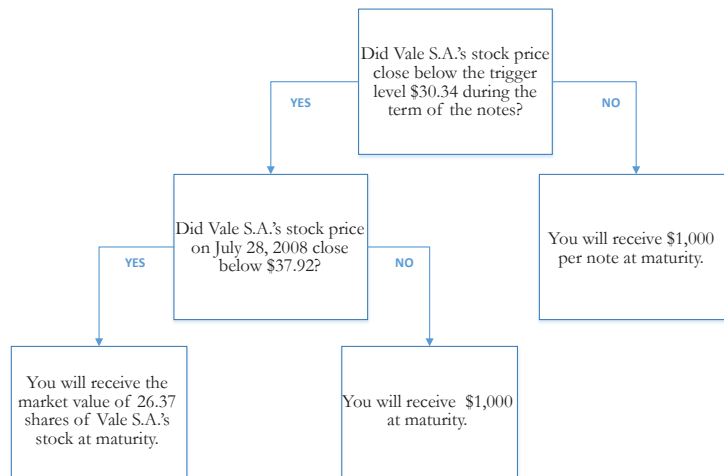 Did Vale S.A.'s stock price
close below the trigger
level $30.34 during the
term of the notes?
YES
NO
Did Vale S.A.'s stock price
on July 28, 2008 close
below $37.92?
You will receive $1,000
per note at maturity.
YES
NO
You will receive the
market value of 26.37
shares of Vale S.A.'s
stock at maturity.
You will receive $1,000
at maturity.